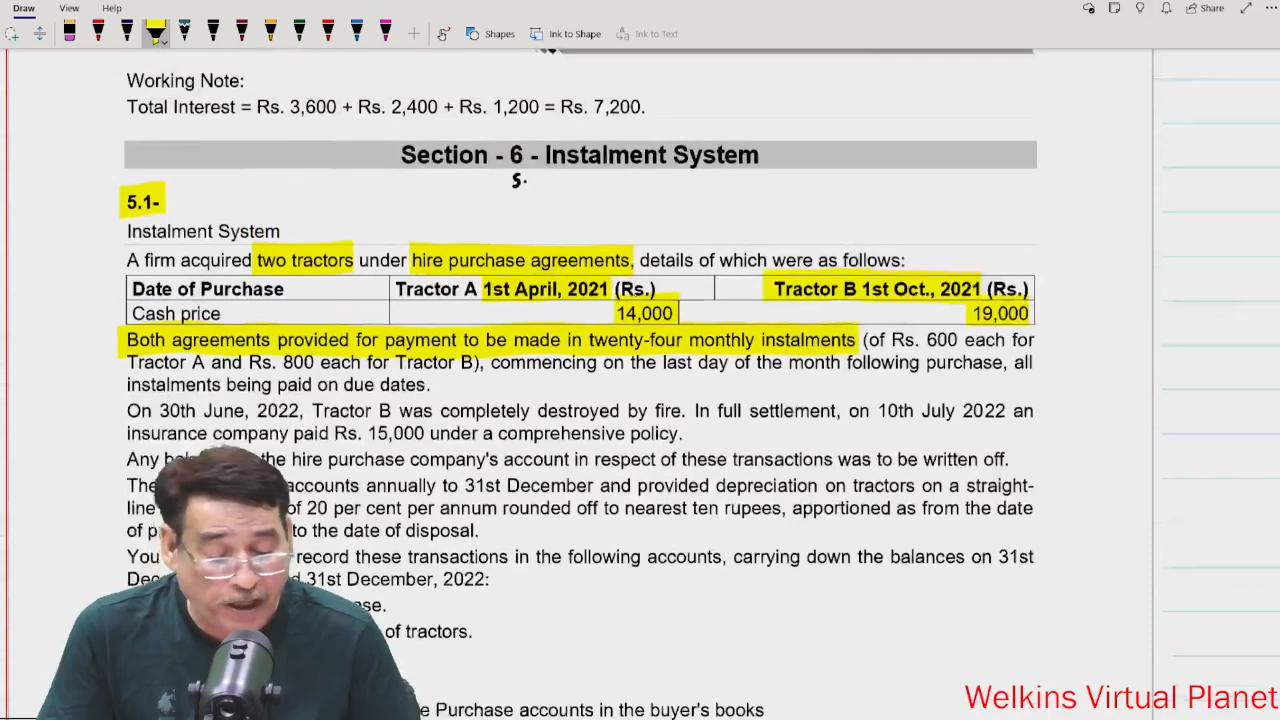 Draw View Help
Share
Shapes Ink to Shape Ink to Text
Working Note:
Total Interest = Rs. 3,600 + Rs. 2,400 + Rs. 1,200 = Rs. 7,200.
Section - 6 - Instalment System
5.
5.1-
Instalment System
A firm acquired two tractors under hire purchase agreements, details of which were as follows:
Date of Purchase Tractor A 1st April, 2021 (Rs.) Tractor B 1st Oct., 2021 (Rs.)
Cash price 14,000 19,000
Both agreements provided for payment to be made in twenty-four monthly instalments (of Rs. 600 each for
Tractor A and Rs. 800 each for Tractor B), commencing on the last day of the month following purchase, all
instalments being paid on due dates.
On 30th June, 2022, Tractor B was completely destroyed by fire. In full settlement, on 10th July 2022 an
insurance company paid Rs. 15,000 under a comprehensive policy.
Any the hire purchase company's account in respect of these transactions was to be written off.
The accounts annually to 31st December and provided depreciation on tractors on a straight-
line of 20 per cent per annum rounded off to nearest ten rupees, apportioned as from the date
of to the date of disposal.
You record these transactions in the following accounts, carrying down the balances on 31st
31st December, 2022:
of tractors.
Purchase accounts in the buyer's books
Welkins Virtual Planet